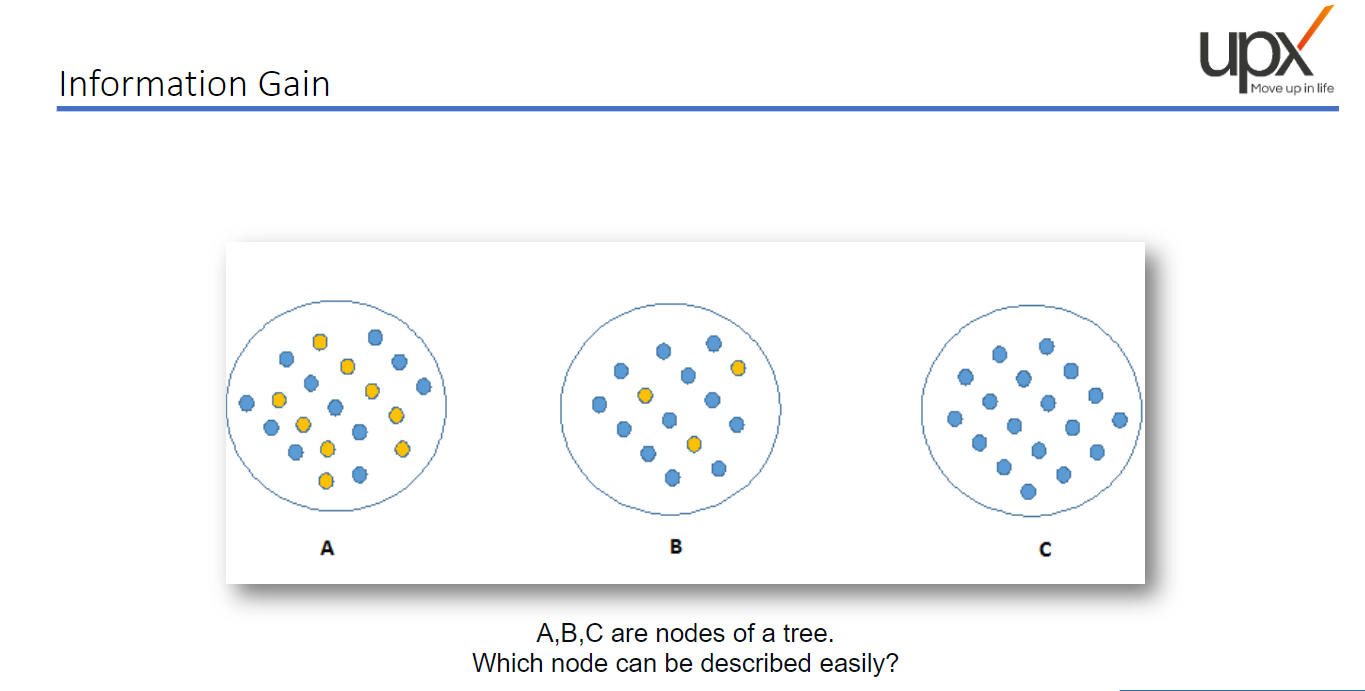 upx
Move up in life
Information Gain
A
B
C
A,B,C are nodes of a tree.
Which node can be described easily?